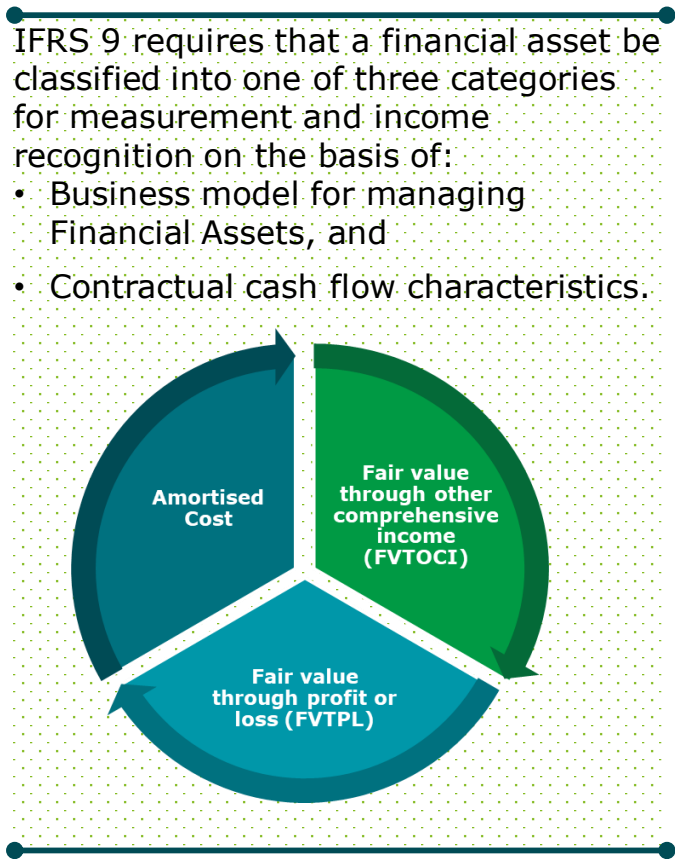 IFRS 9 requires that a financial asset be
classified into one of three categories
for measurement and income
recognition on the basis of:
• Business model for managing
Financial Assets, and
• Contractual cash flow characteristics.
Amortised
Cost
Fair value
through other
comprehensive
income
(FVTOCI)
Fair value
through profit or
loss (FVTPL)